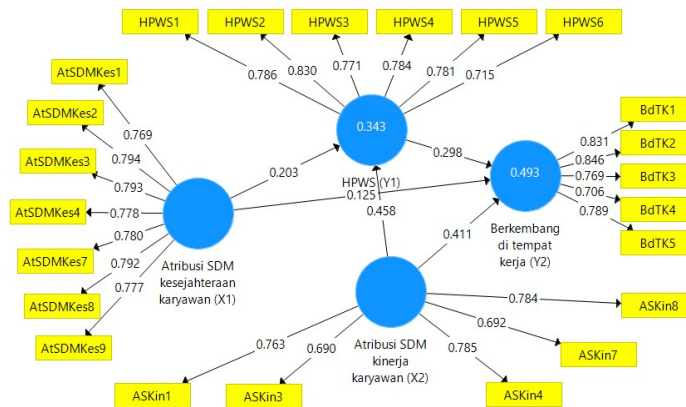 HPWS1
HPWS2
HPWS3
HPWS4
HPWS5
HPWS6
0.786
0.830
0.771
0.784
0.781
0.715
AtSDMKes1
AtSDMKes2
AtSDMKes3
AtSDMKes4
AtSDMKes7
AtSDMKes8
AtSDMKes9
0.769
0.794
0.793
0.778
0.780
0.792
0.777
Atribusi SDM
kesejahteraan
karyawan (X1)
0.203
0.343
HPWS (Y1)
0.125
0.458
0.298
0.411
0.493
Berkembang
di tempat
kerja (Y2)
0.831
0.846
0.769
0.706
0.789
BdTK1
BdTK2
BdTK3
BdTK4
BdTK5
Atribusi SDM
kinerja
karyawan (X2)
0.763
0.690
0.785
0.692
0.784
ASKin1
ASKin3
ASKin4
ASKin7
ASKin8